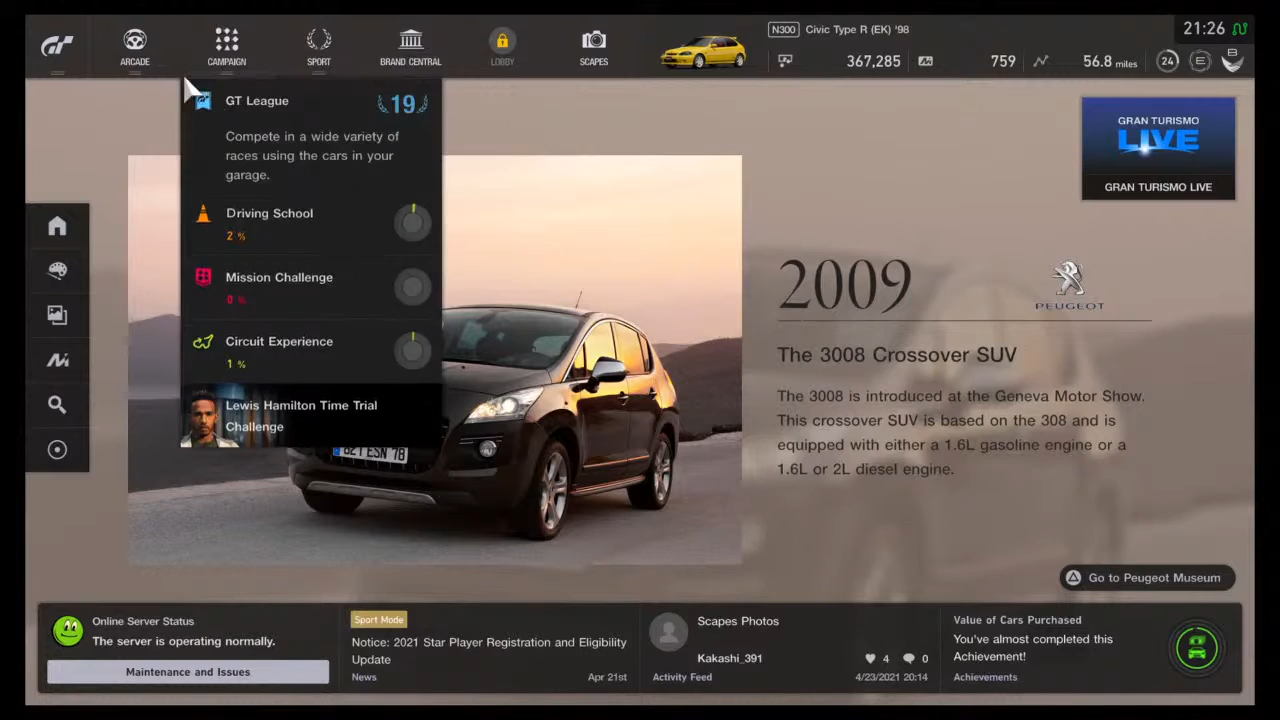 N300 Civic Type R (EK) '98
21:26
ARCADE
CAMPAIGN
SPORT
BRAND CENTRAL
LOBBY
SCAPES
367,285
759
56.8 miles
24
E
B
GT League
19
Compete in a wide variety of
races using the cars in your
garage.
Driving School
2 %
Mission Challenge
0 %
Circuit Experience
1 %
Lewis Hamilton Time Trial
Challenge
GRAN TURISMO
LIVE
GRAN TURISMO LIVE
2009
PEUGEOT
The 3008 Crossover SUV
The 3008 is introduced at the Geneva Motor Show.
This crossover SUV is based on the 308 and is
equipped with either a 1.6L gasoline engine or a
1.6L or 2L diesel engine.
Go to Peugeot Museum
Online Server Status
The server is operating normally.
Maintenance and Issues
Sport Mode
Notice: 2021 Star Player Registration and Eligibility
Update
News
Apr 21st
Scapes Photos
Kakashi_391
4
0
Activity Feed
4/23/2021 20:14
Value of Cars Purchased
You've almost completed this
Achievement!
Achievements